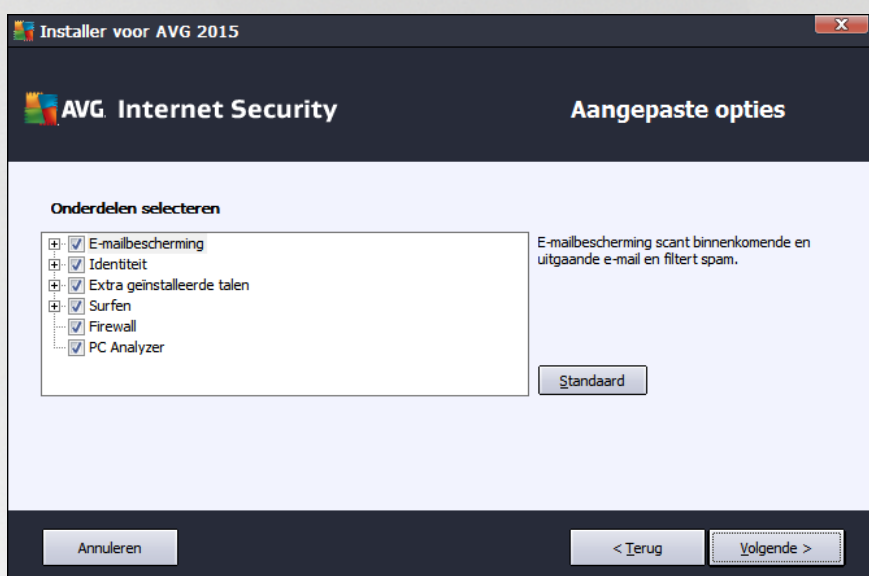 Installer voor AVG 2015
AVG. Internet Security
Aangepaste opties
Onderdelen selecteren
E-mailbescherming
Identiteit
Extra geïnstalleerde talen
Surfen
Firewall
PC Analyzer
E-mailbescherming scant binnenkomende en
uitgaande e-mail en filtert spam.
Standaard
Annuleren
< Terug
Volgende >